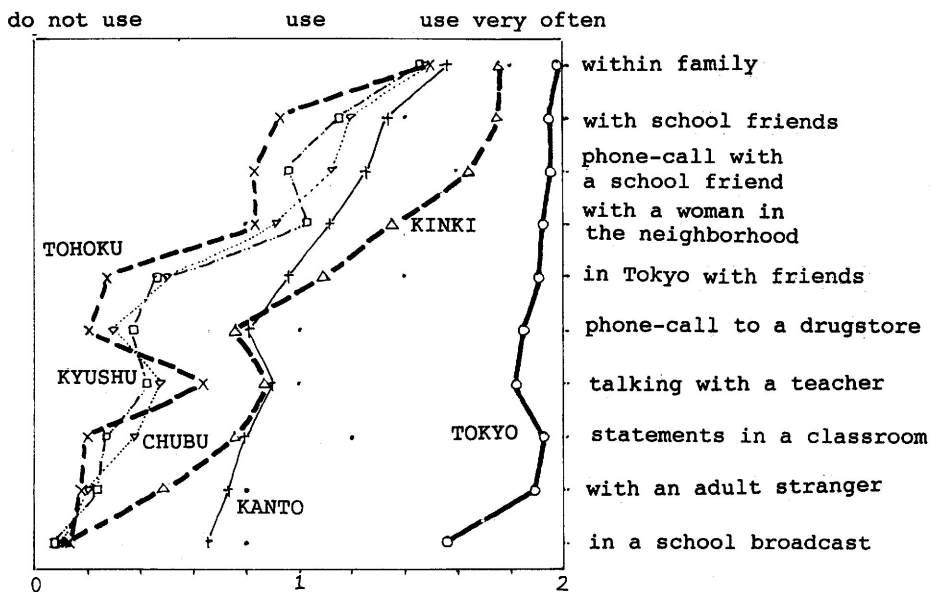 do not use use use very often
within family
with school friends
phone-call with
a school friend
with a woman in
the neighborhood
KINKI
TOHOKU
in Tokyo with friends
phone-call to a drugstore
KYUSHU
talking with a teacher
CHUBU
TOKYO
statements in a classroom
with an adult stranger
KANTO
in a school broadcast
0 1 2